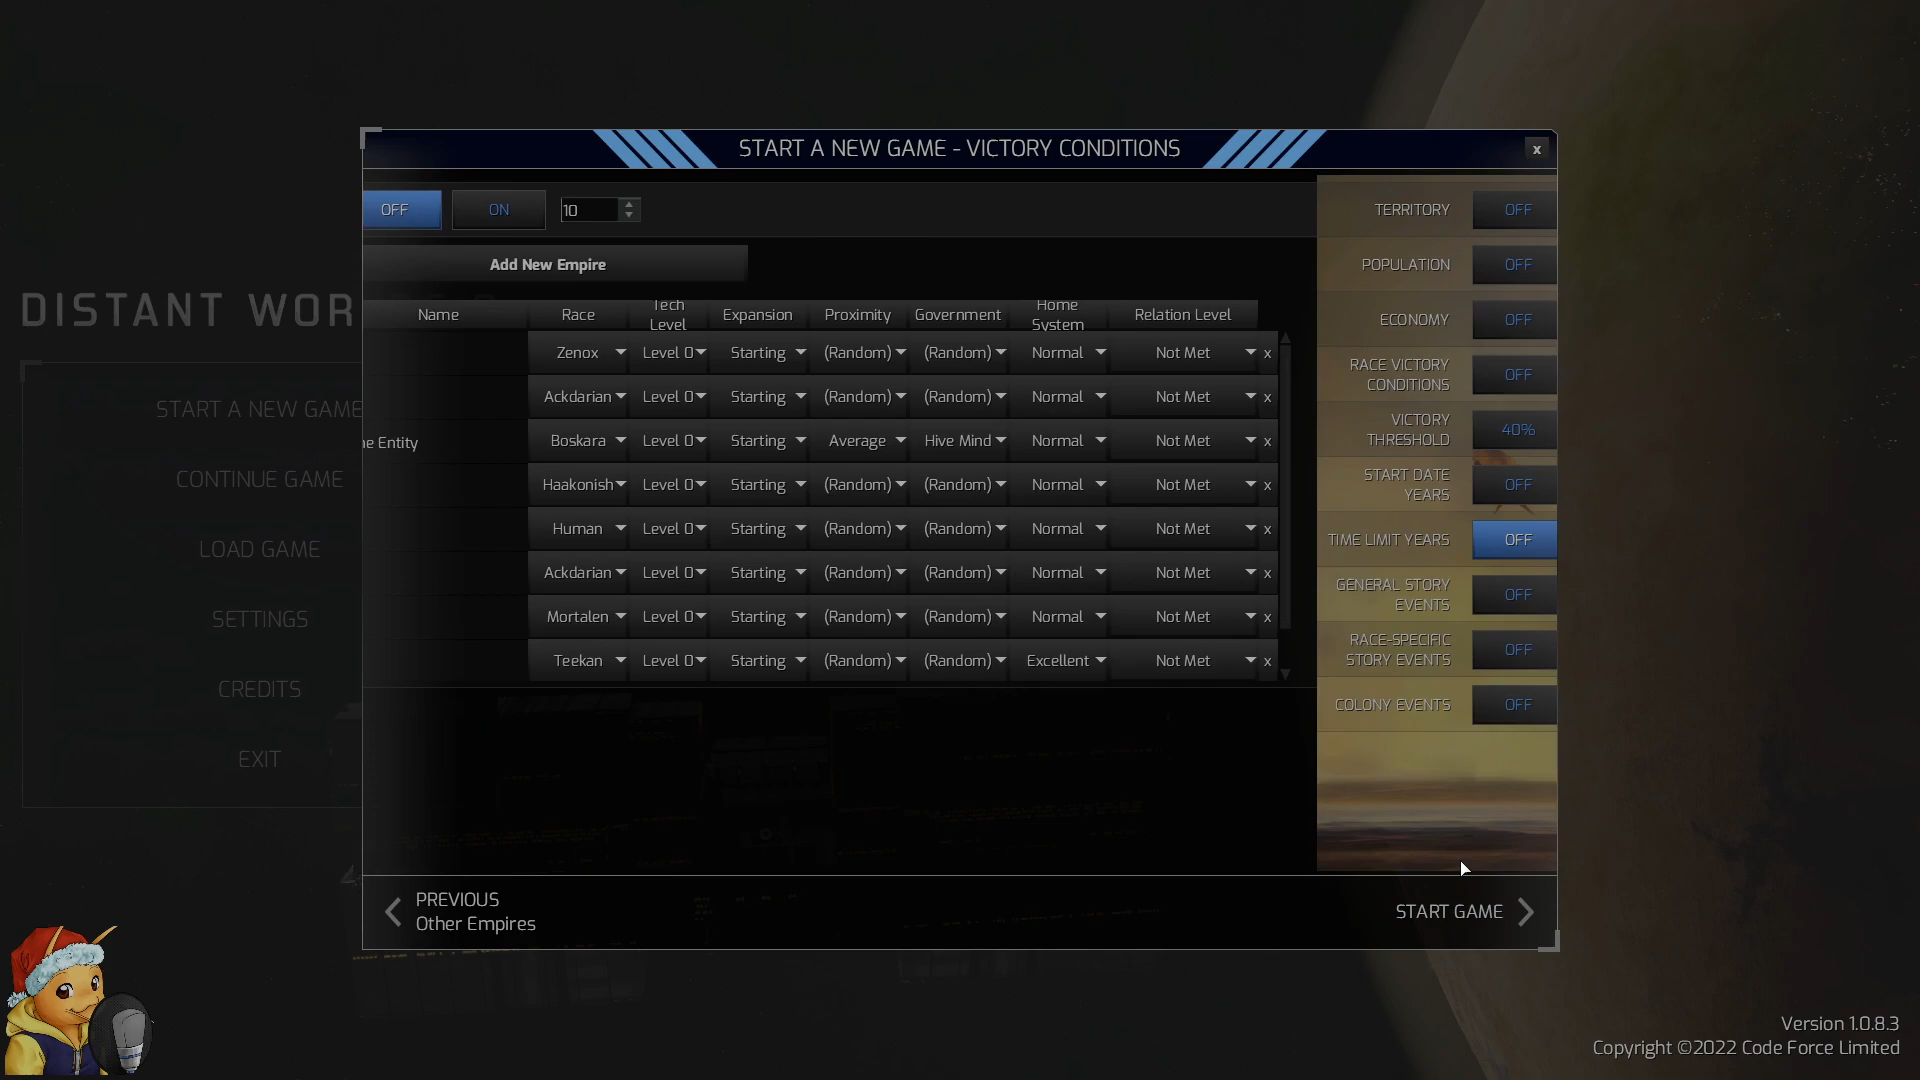 START A NEW GAME - VICTORY CONDITIONS
x
OFF ON 10
Add New Empire
Name Race Tech Level Expansion Proximity Government Home System Relation Level
Zenox Level 0 Starting (Random) (Random) Normal Not Met x
Ackdarian Level 0 Starting (Random) (Random) Normal Not Met x
ne Entity Boskara Level 0 Starting Average Hive Mind Normal Not Met x
Haakonish Level 0 Starting (Random) (Random) Normal Not Met x
Human Level 0 Starting (Random) (Random) Normal Not Met x
Ackdarian Level 0 Starting (Random) (Random) Normal Not Met x
Mortalen Level 0 Starting (Random) (Random) Normal Not Met x
Teekan Level 0 Starting (Random) (Random) Excellent Not Met x
TERRITORY OFF
POPULATION OFF
ECONOMY OFF
RACE VICTORY
CONDITIONS OFF
VICTORY
THRESHOLD 40%
START DATE
YEARS OFF
TIME LIMIT YEARS OFF
GENERAL STORY
EVENTS OFF
RACE-SPECIFIC
STORY EVENTS OFF
COLONY EVENTS OFF
PREVIOUS
Other Empires
START GAME
DISTANT WOR
START A NEW GAME
CONTINUE GAME
LOAD GAME
SETTINGS
CREDITS
EXIT
Version 1.0.8.3
Copyright ©2022 Code Force Limited